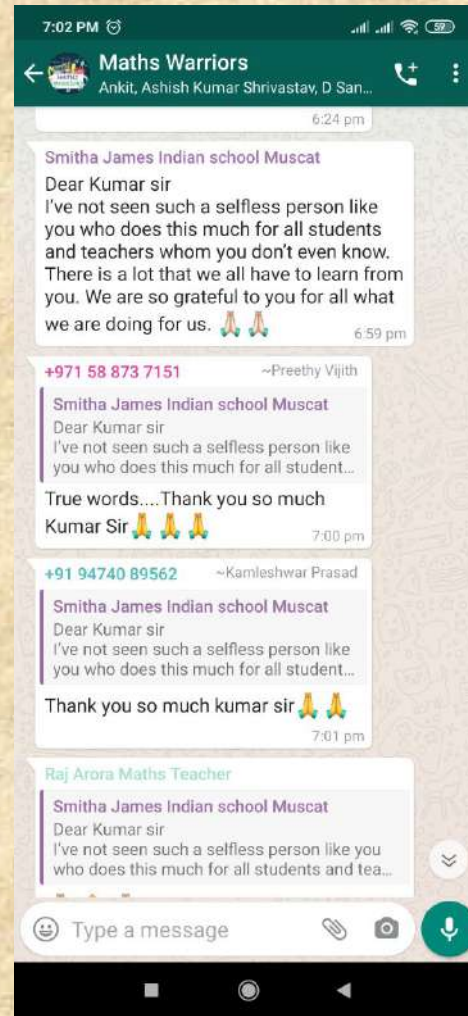 7:02 PM
59
Maths Warriors
Ankit, Ashish Kumar Shrivastav, D San...
6:24 pm
Smitha James Indian school Muscat
Dear Kumar sir
I've not seen such a selfless person like
you who does this much for all students
and teachers whom you don't even know.
There is a lot that we all have to learn from
you. We are so grateful to you for all what
we are doing for us. 🙏🙏
6:59 pm
+971 58 873 7151 ~Preethy Vijith
Smitha James Indian school Muscat
Dear Kumar sir
I've not seen such a selfless person like
you who does this much for all student...
True words....Thank you so much
Kumar Sir🙏🙏🙏
7:00 pm
+91 94740 89562 ~Kamleshwar Prasad
Smitha James Indian school Muscat
Dear Kumar sir
I've not seen such a selfless person like
you who does this much for all student...
Thank you so much kumar sir🙏🙏
7:01 pm
Raj Arora Maths Teacher
Smitha James Indian school Muscat
Dear Kumar sir
I've not seen such a selfless person like you
who does this much for all students and tea...
Type a message